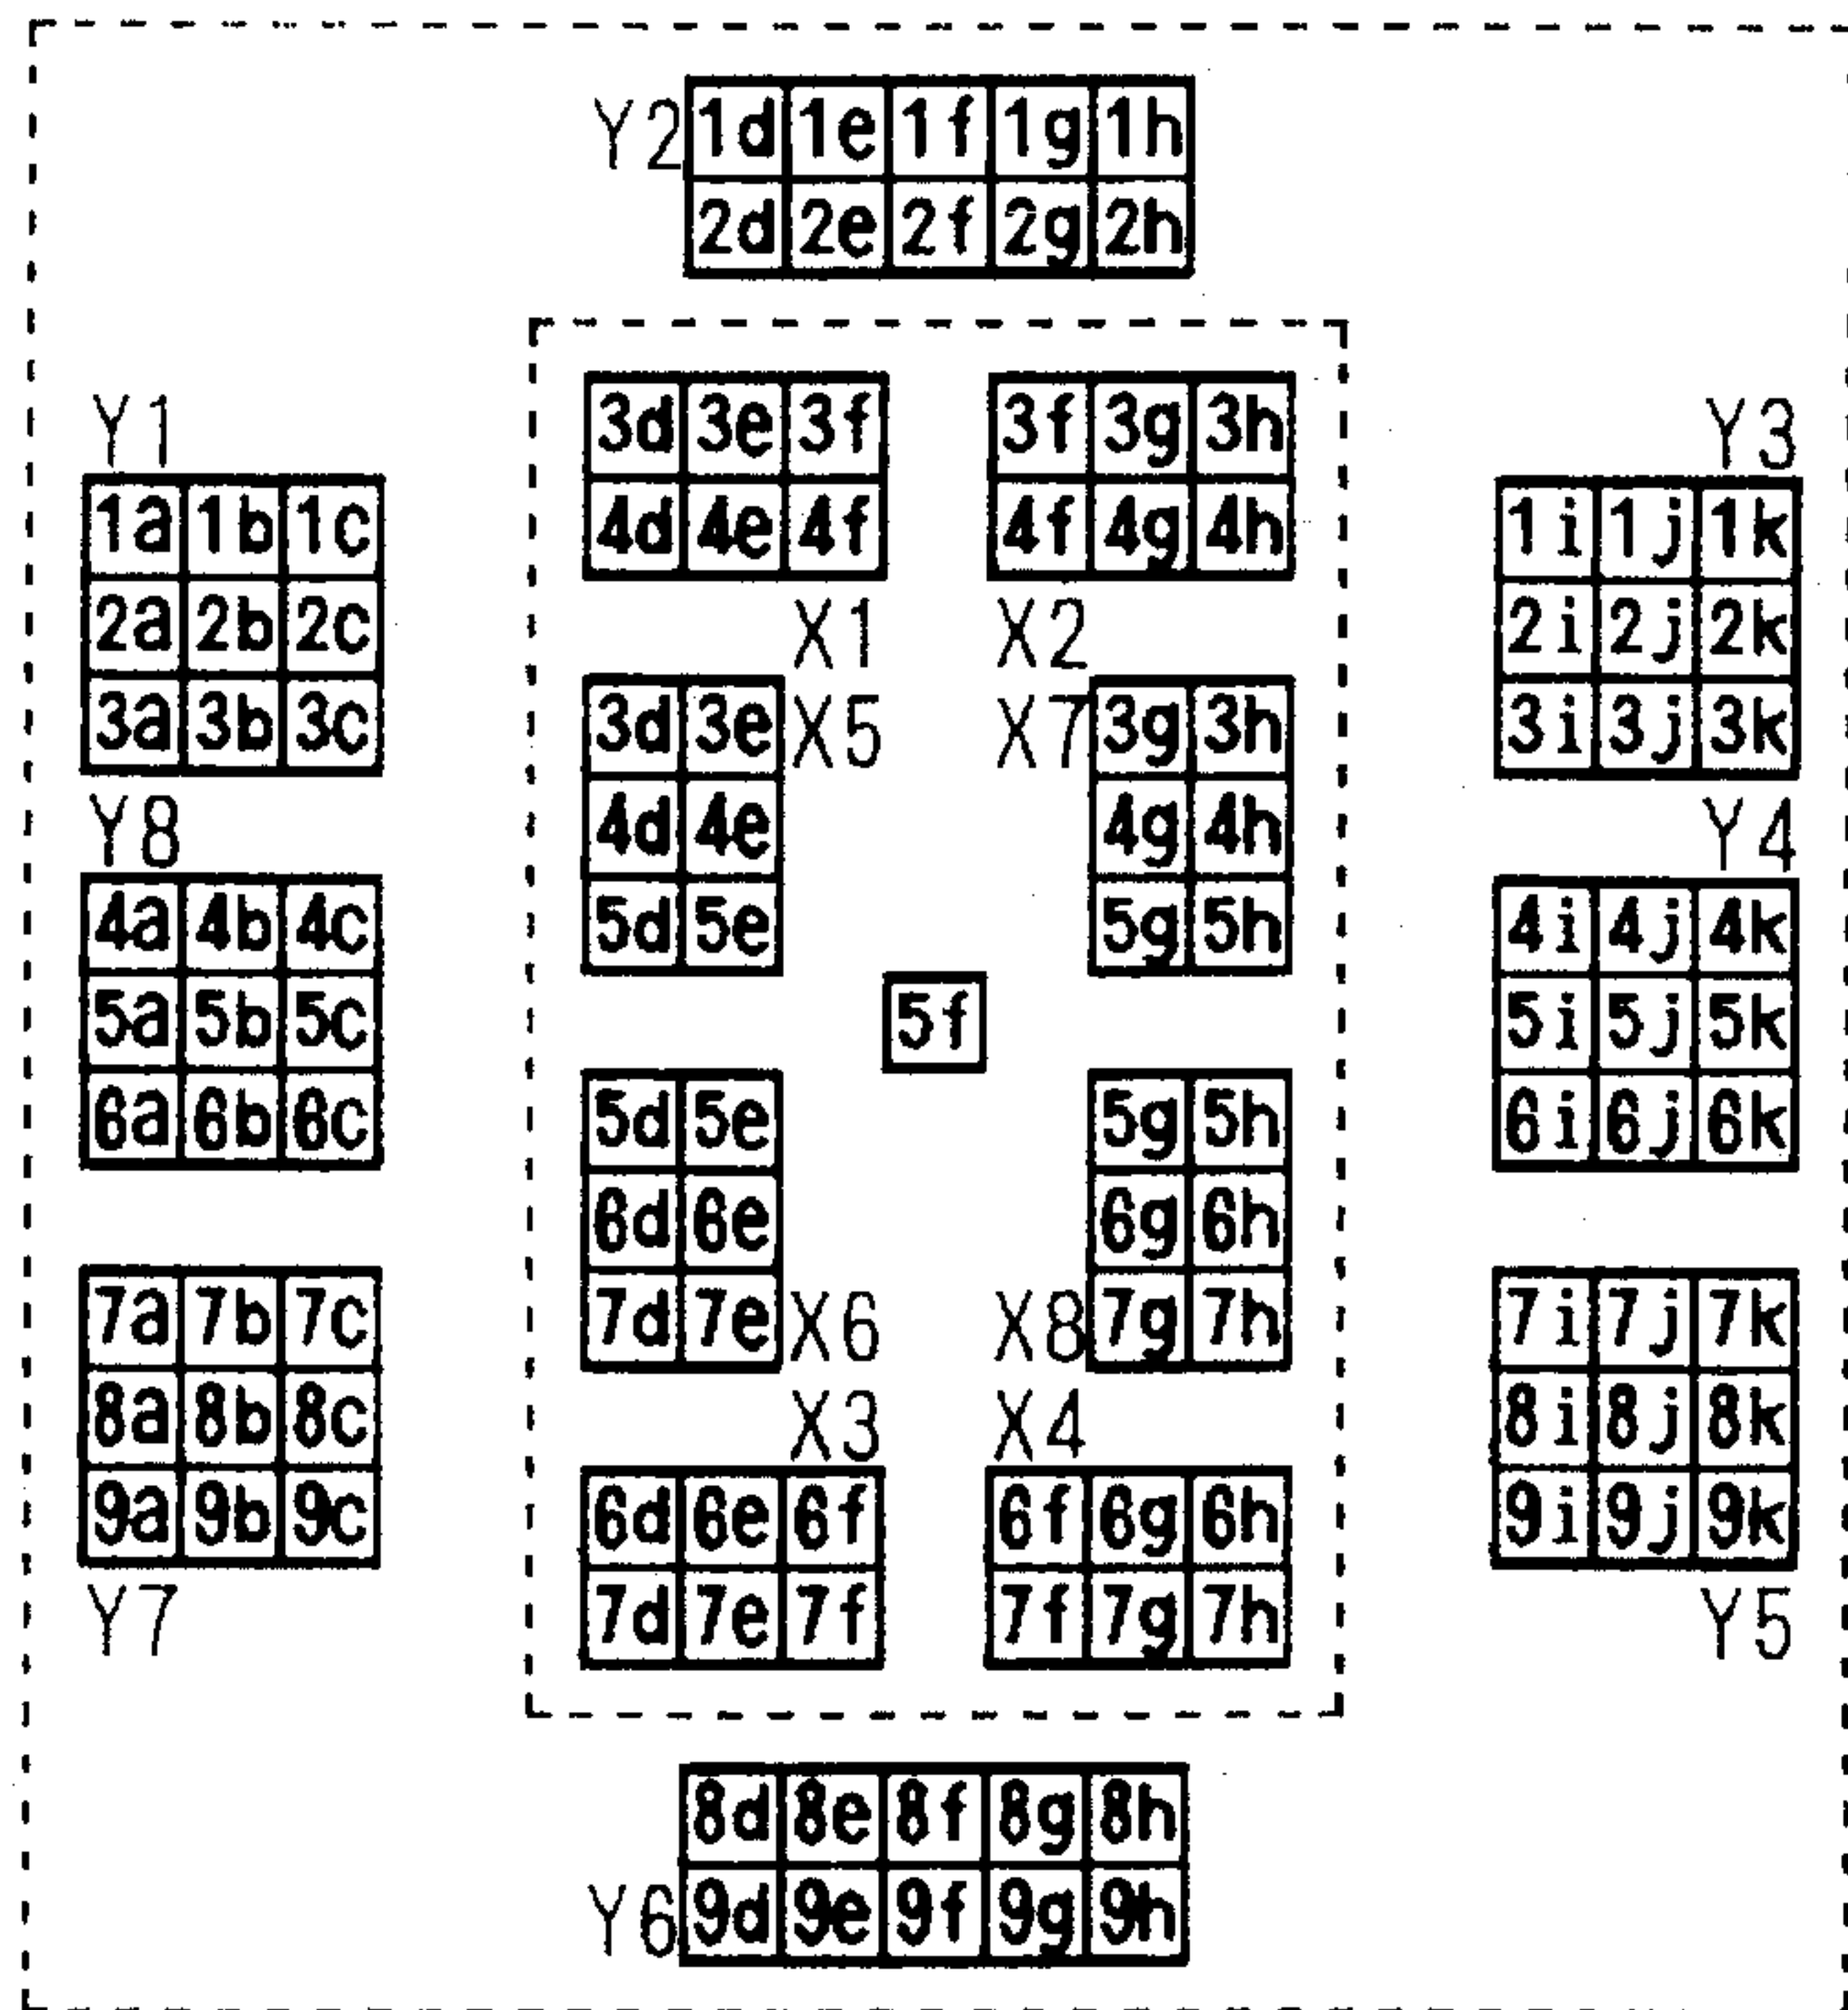 Y2 1d 1e 1f 1g 1h
2d 2e 2f 2g 2h
Y1
1a 1b 1c
2a 2b 2c
3a 3b 3c
Y8
4a 4b 4c
5a 5b 5c
6a 6b 6c
7a 7b 7c
8a 8b 8c
9a 9b 9c
Y7
3d 3e 3f
4d 4e 4f
X1
3f 3g 3h
4f 4g 4h
X2
3d 3e X5
4d 4e
5d 5e
X7 3g 3h
4g 4h
5g 5h
5f
5d 5e
6d 6e
7d 7e X6
5g 5h
6g 6h
X8 7g 7h
X3
6d 6e 6f
7d 7e 7f
X4
6f 6g 6h
7f 7g 7h
Y3
1i 1j 1k
2i 2j 2k
3i 3j 3k
Y4
4i 4j 4k
5i 5j 5k
6i 6j 6k
7i 7j 7k
8i 8j 8k
9i 9j 9k
Y5
8d 8e 8f 8g 8h
Y6 9d 9e 9f 9g 9h